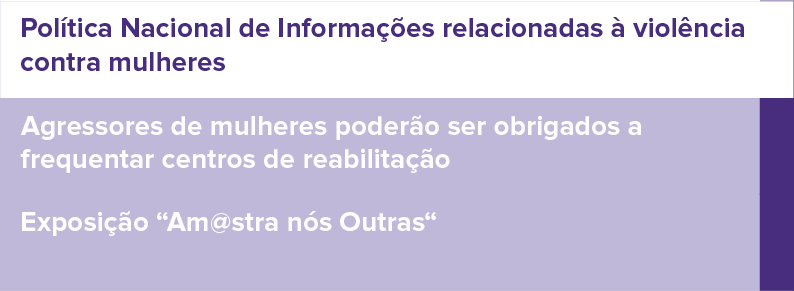 Política Nacional de Informações relacionadas à violência
contra mulheres
Agressores de mulheres poderão ser obrigados a
frequentar centros de reabilitação
Exposição “Am@stra nós Outras“